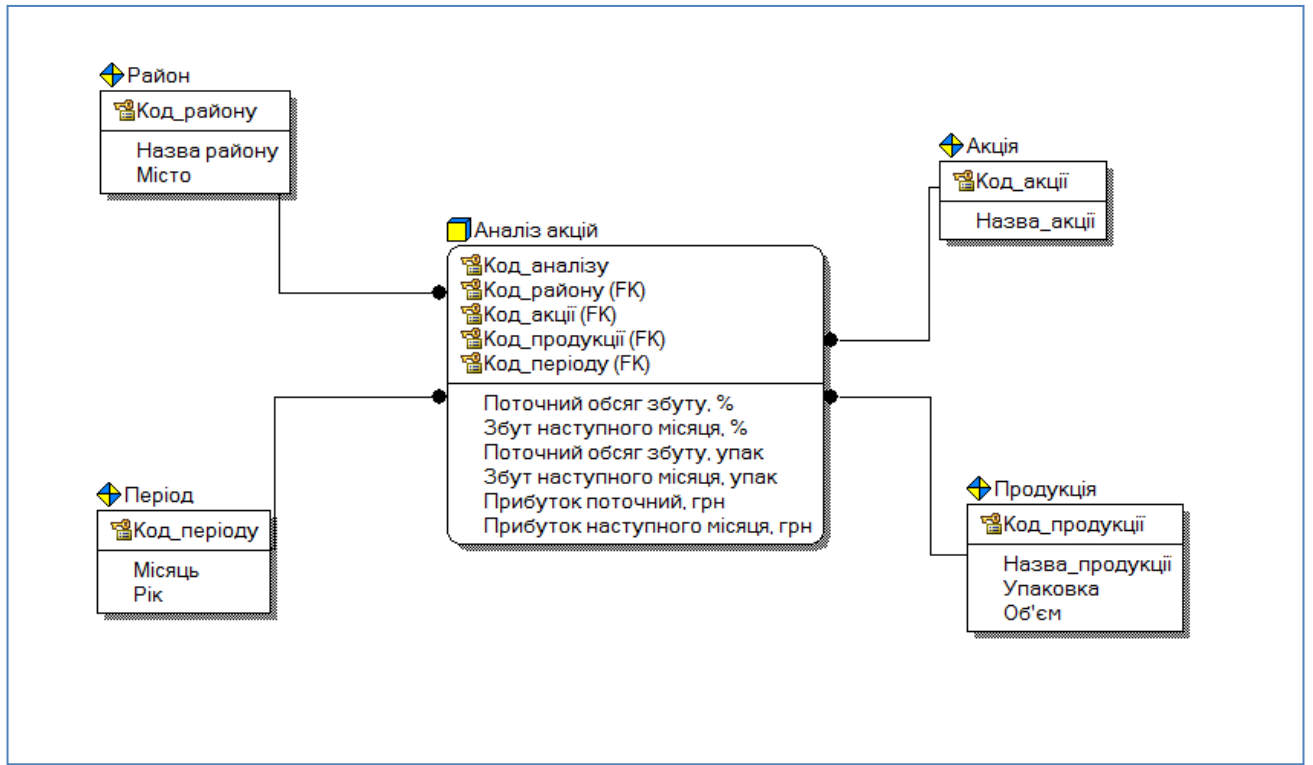 Район
Код_району
Назва району
Місто
Акція
Код_акції
Назва_акції
Аналіз акцій
Код_аналізу
Код_району (FK)
Код_акції (FK)
Код_продукції (FK)
Код_періоду (FK)
Поточний обсяг збуту, %
Збут наступного місяця, %
Поточний обсяг збуту, упак
Збут наступного місяця, упак
Прибуток поточний, грн
Прибуток наступного місяця, грн
Період
Код_періоду
Місяць
Рік
Продукція
Код_продукції
Назва_продукції
Упаковка
Об'єм